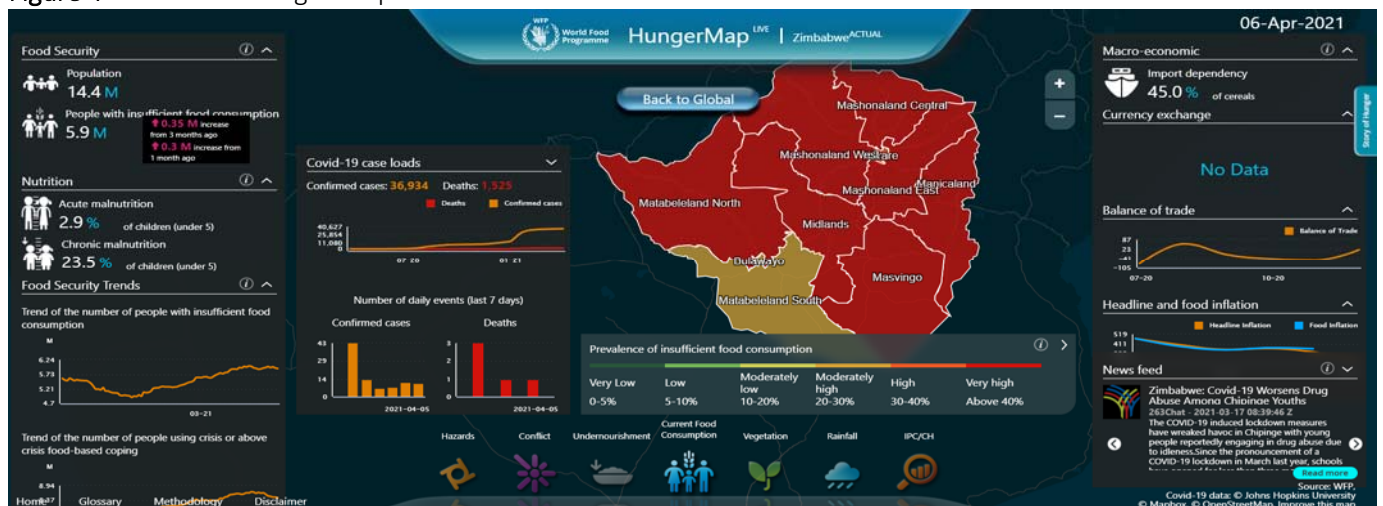 06-Apr-2021
WFP
World Food
Programme
HungerMap LIVE | Zimbabwe ACTUAL
Food Security
Population
14.4 M
People with insufficient food consumption
5.9 M
0.35 M increase
from 3 months ago
0.3 M increase from
1 month ago
Nutrition
Acute malnutrition
2.9 % of children (under 5)
Chronic malnutrition
23.5 % of children (under 5)
Food Security Trends
Trend of the number of people with insufficient food
consumption
M
6.24
5.73
5.21
4.7
03-21
Trend of the number of people using crisis or above
crisis food-based coping
M
8.94
Home
Glossary
Methodology
Disclaimer
Covid-19 case loads
Confirmed cases: 36,934 Deaths: 1,525
Deaths
Confirmed cases
40,627
25,854
11,080
0
07-20
01-21
Number of daily events (last 7 days)
Confirmed cases
43
29
14
0
2021-04-05
Deaths
3
2
1
0
2021-04-05
Back to Global
+
−
Mashonaland Central
Mashonaland West
Harare
Mashonaland East
Manicaland
Matabeleland North
Midlands
Bulawayo
Masvingo
Matabeleland South
Prevalence of insufficient food consumption
Very Low
0-5%
Low
5-10%
Moderately
low
10-20%
Moderately
high
20-30%
High
30-40%
Very high
Above 40%
Hazards
Conflict
Undernourishment
Current Food
Consumption
Vegetation
Rainfall
IPC/CH
Macro-economic
Import dependency
45.0 % of cereals
Currency exchange
No Data
Story of Hunger
Balance of trade
Balance of Trade
87
23
-41
-105
07-20
10-20
Headline and food inflation
Headline Inflation
Food Inflation
519
411
News feed
Zimbabwe: Covid-19 Worsens Drug
Abuse Among Chipinge Youths
263Chat - 2021-03-17 08:39:46 Z
The COVID-19 induced lockdown measures
have wreaked havoc in Chipinge with young
people reportedly engaging in drug abuse due
to idleness.Since the pronouncement of a
COVID-19 lockdown in March last year, schools
Read more
Source: WFP,
Covid-19 data: © Johns Hopkins University
© Mapbox, © OpenStreetMap, Improve this map